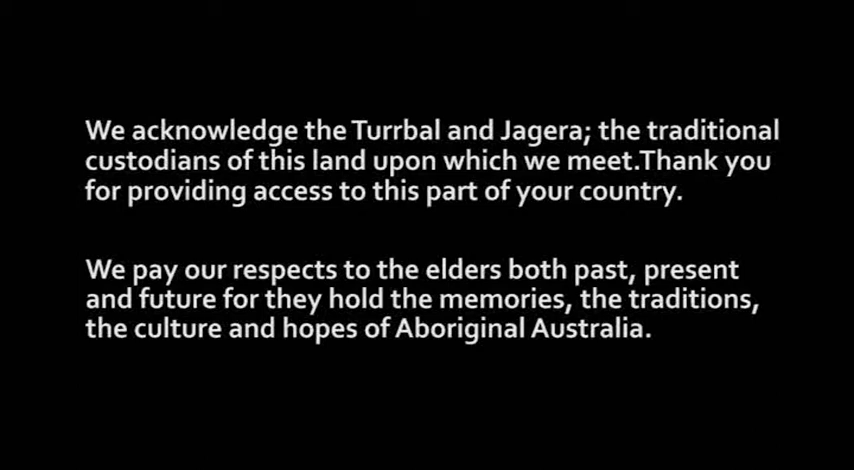 We acknowledge the Turrbal and Jagera; the traditional
custodians of this land upon which we meet.Thank you
for providing access to this part of your country.
We pay our respects to the elders both past, present
and future for they hold the memories, the traditions,
the culture and hopes of Aboriginal Australia.